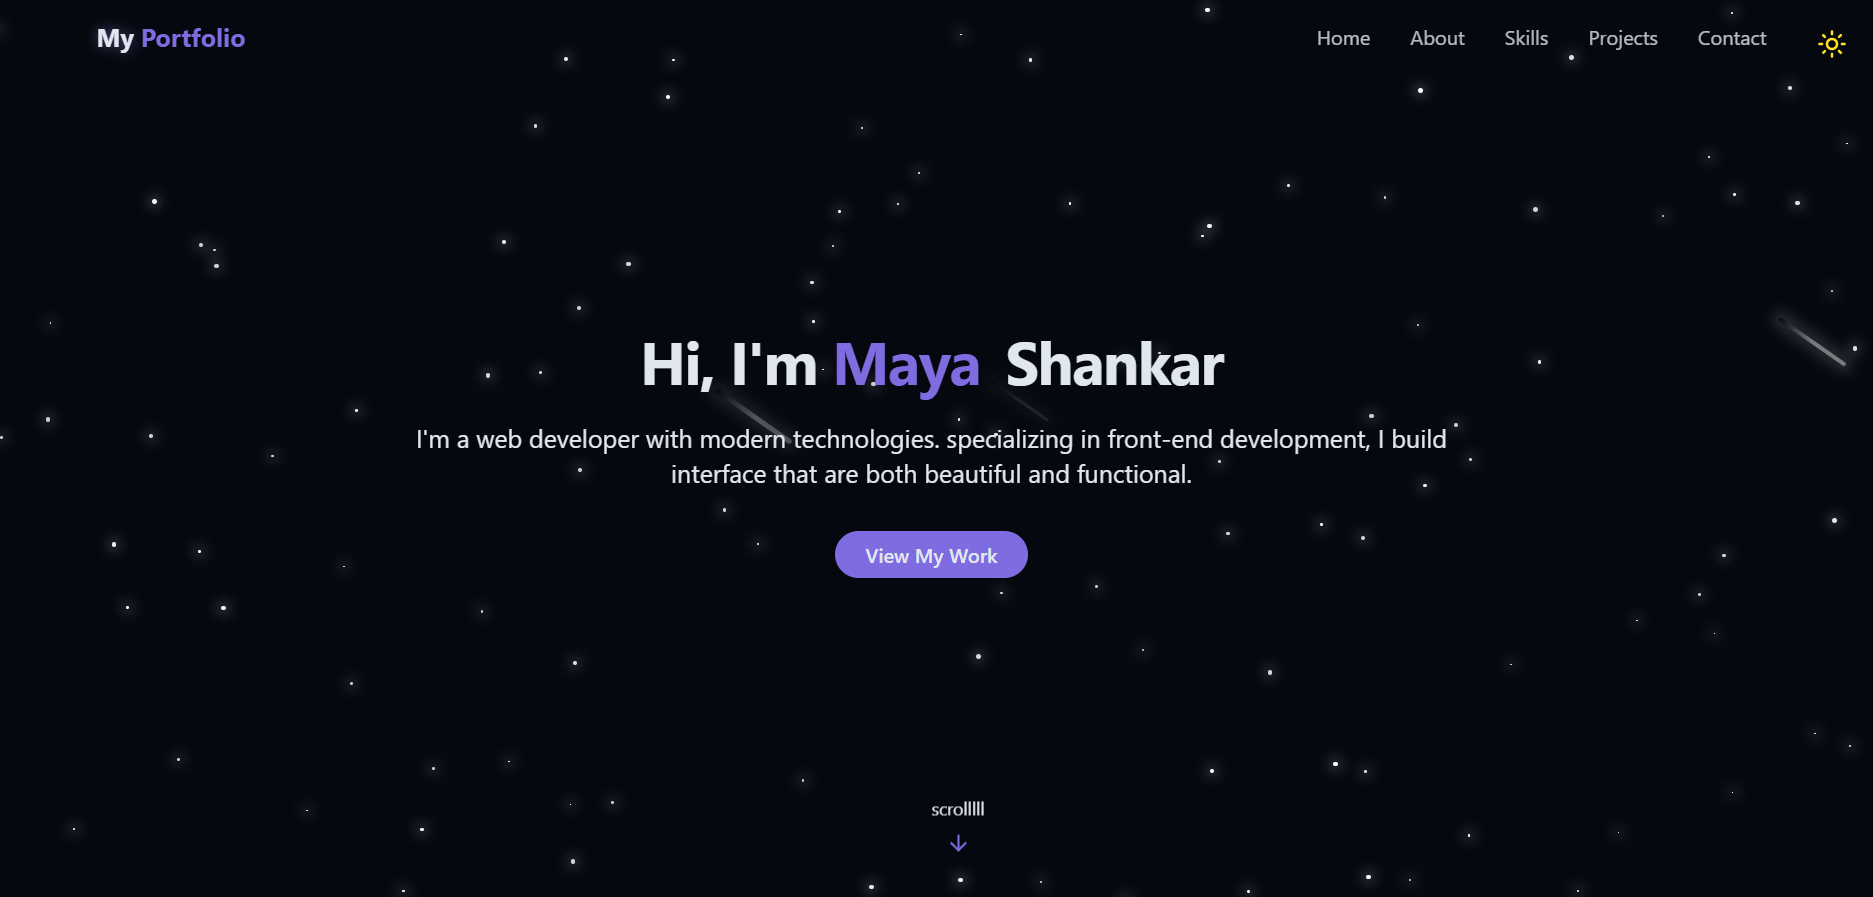 My Portfolio
Home About Skills Projects Contact
Hi, I'm Maya Shankar
I'm a web developer with modern technologies. specializing in front-end development, I build
interface that are both beautiful and functional.
View My Work
scrolllll